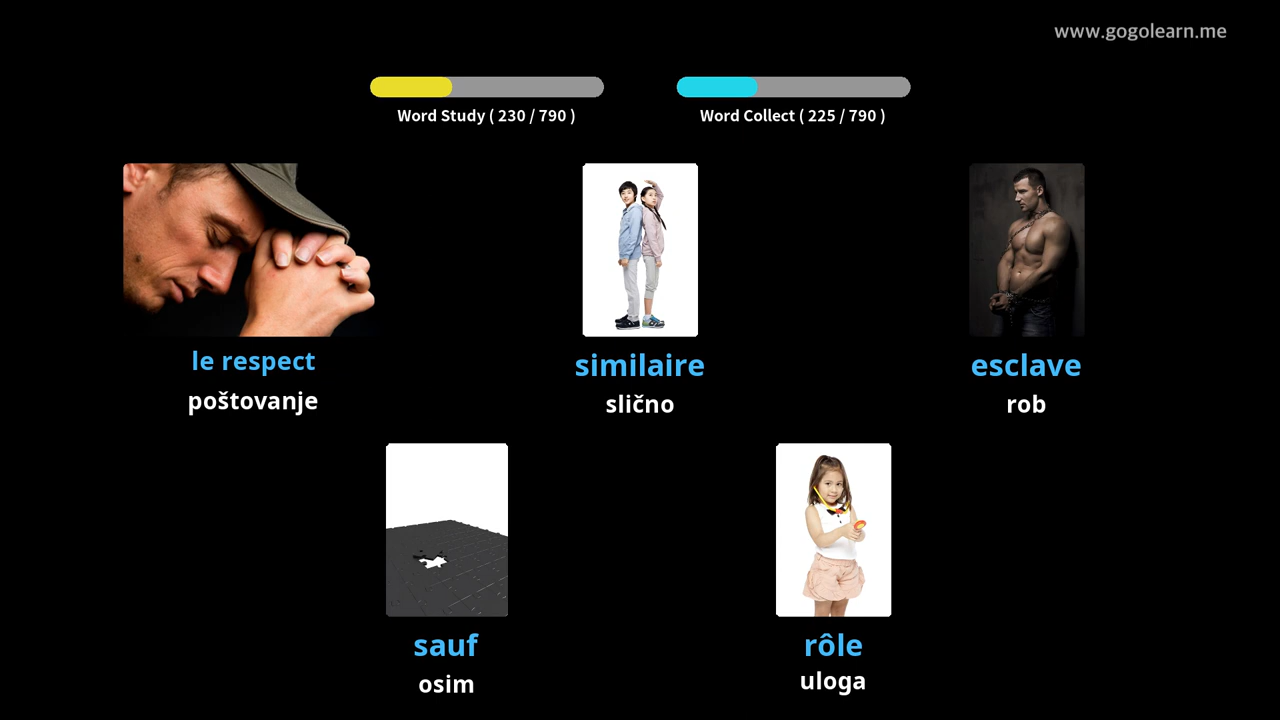 www.gogolearn.me
Word Study ( 230 / 790 )
Word Collect ( 225 / 790 )
le respect
poštovanje
similaire
slično
esclave
rob
sauf
osim
rôle
uloga